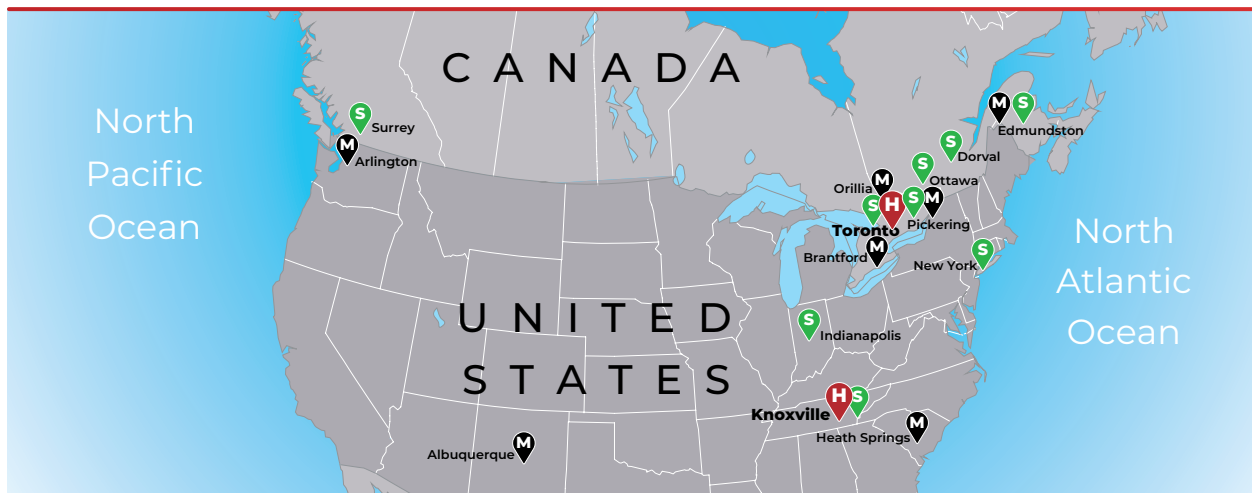 CANADA
North
Pacific
Ocean
S
Surrey
M
Arlington
M S
Edmundston
S
Dorval
S
Ottawa
M
Orillia
S H
Toronto
S M
Pickering
M
Brantford
S
New York
North
Atlantic
Ocean
UNITED
STATES
S
Indianapolis
H S
Knoxville
M
Heath Springs
M
Albuquerque